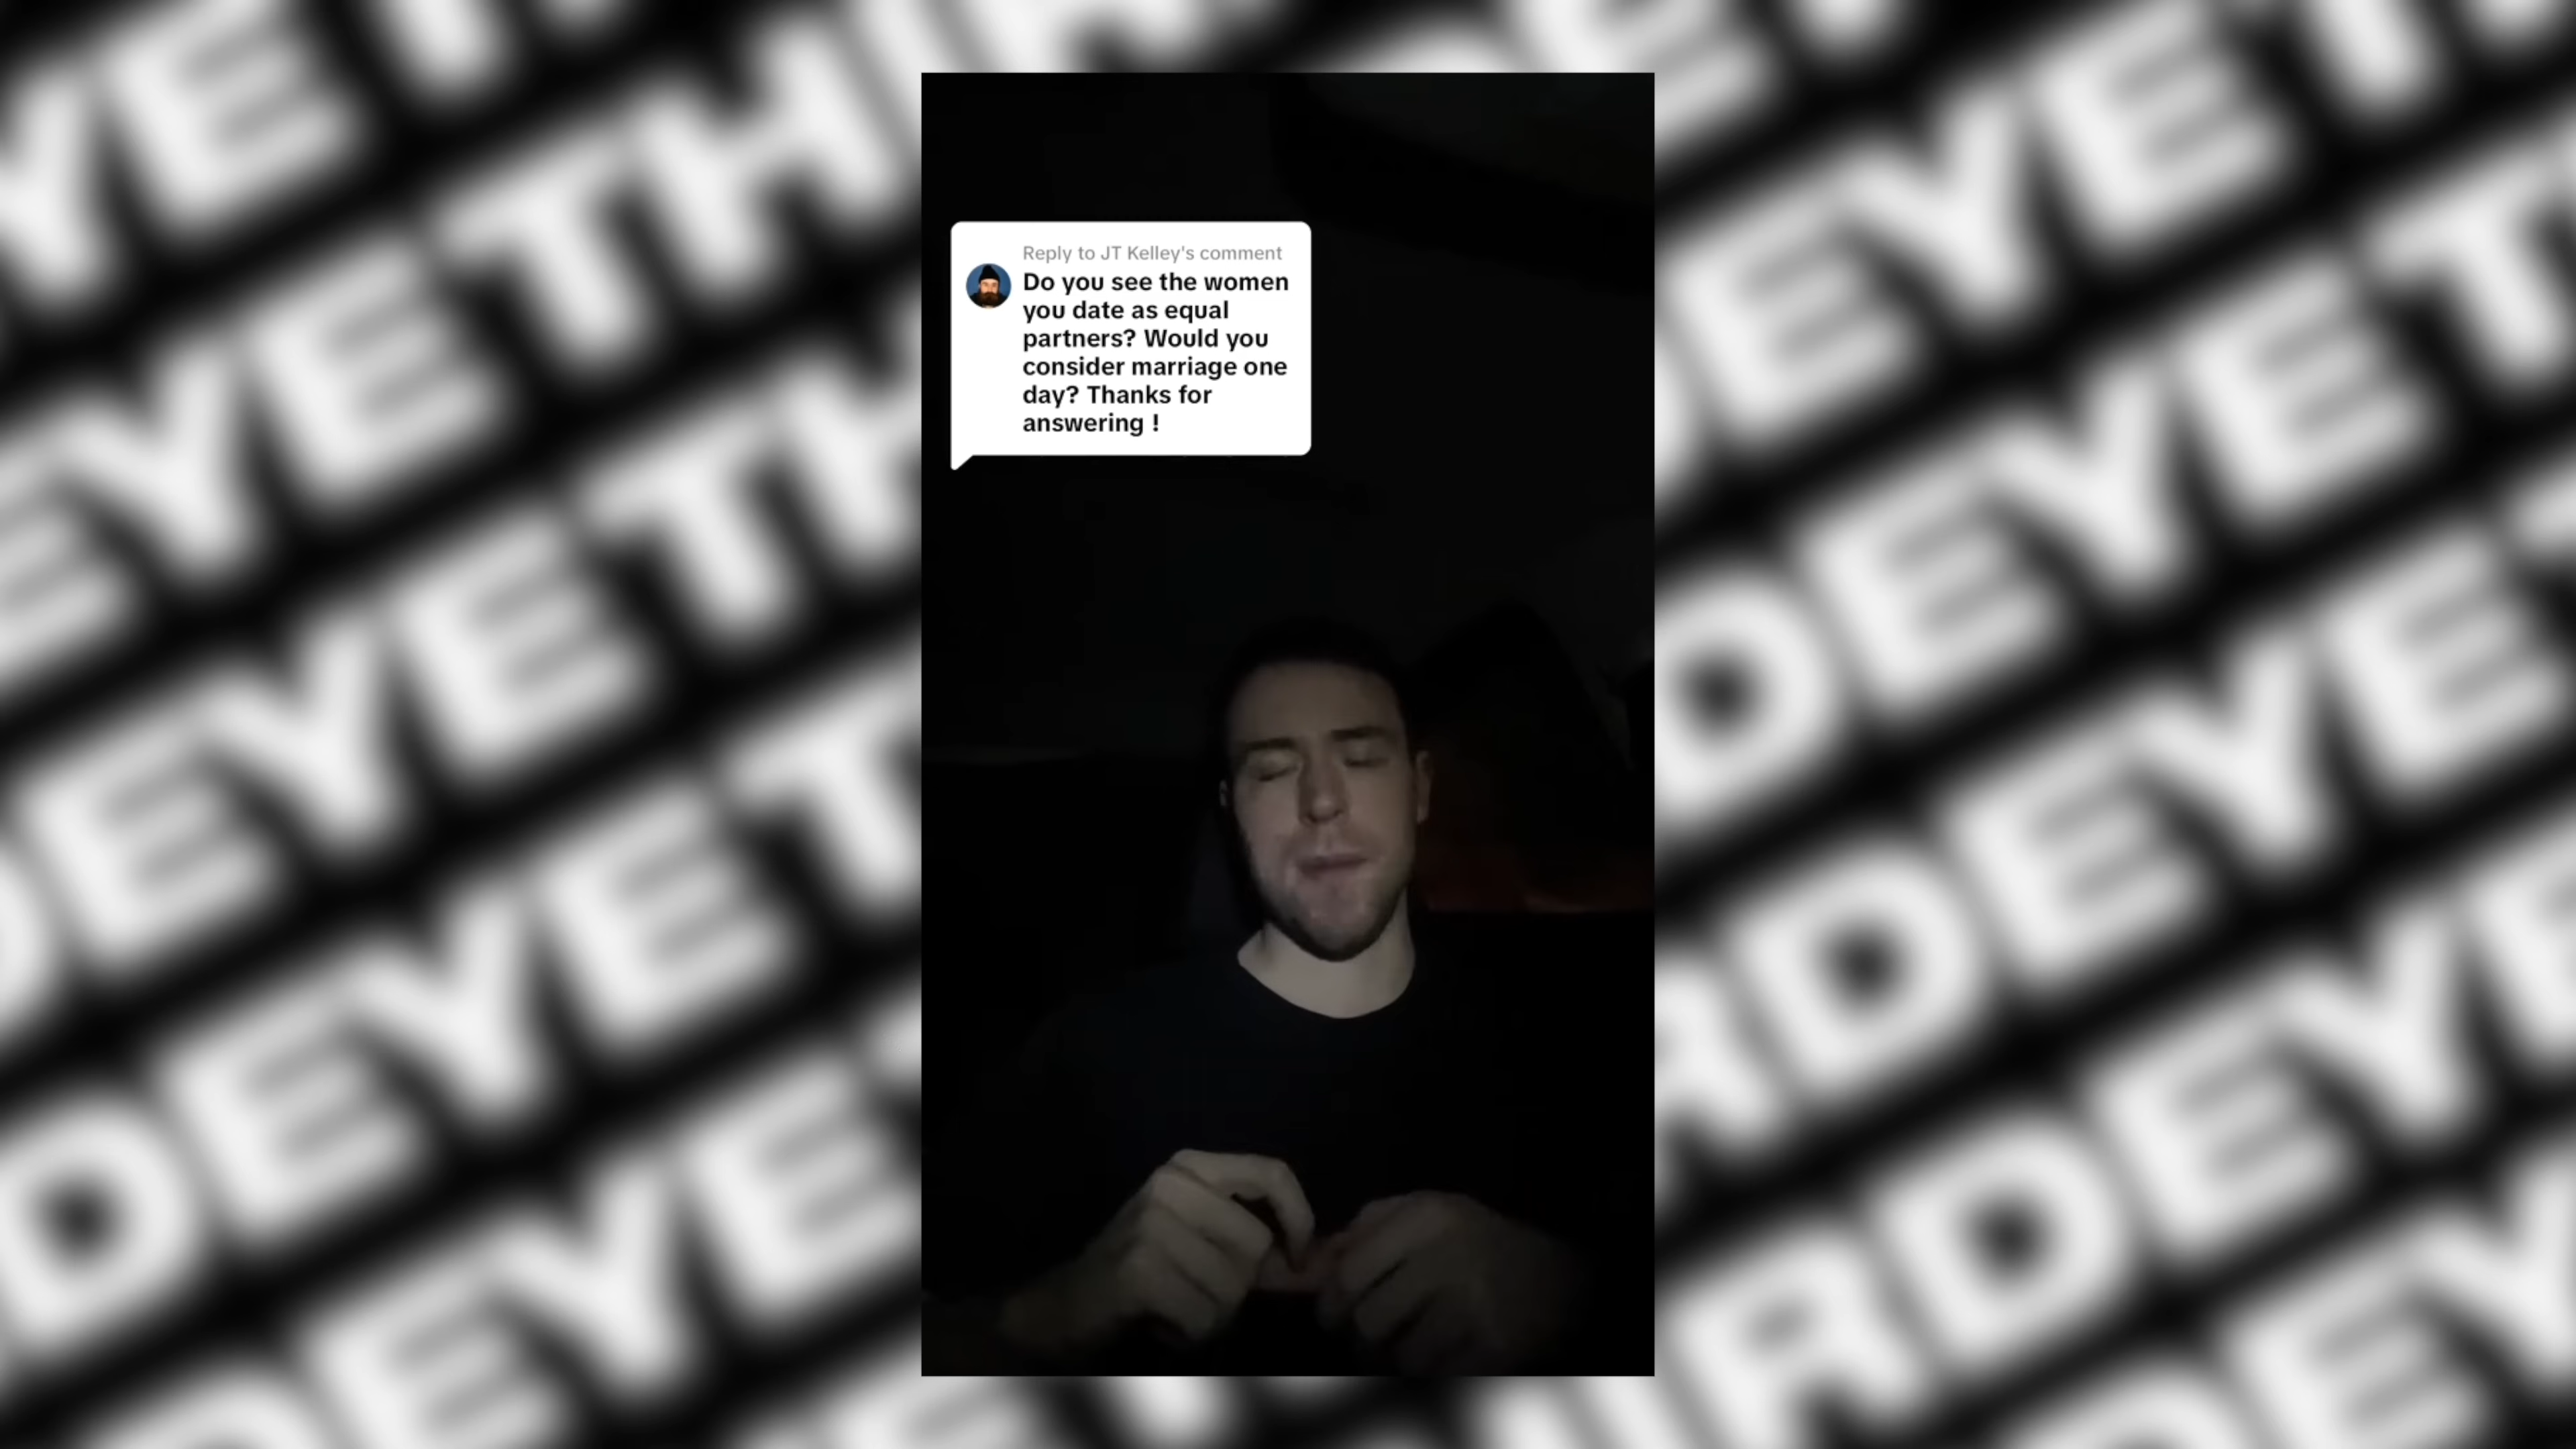 Reply to JT Kelley's comment
Do you see the women
you date as equal
partners? Would you
consider marriage one
day? Thanks for
answering !
THIRDEYE